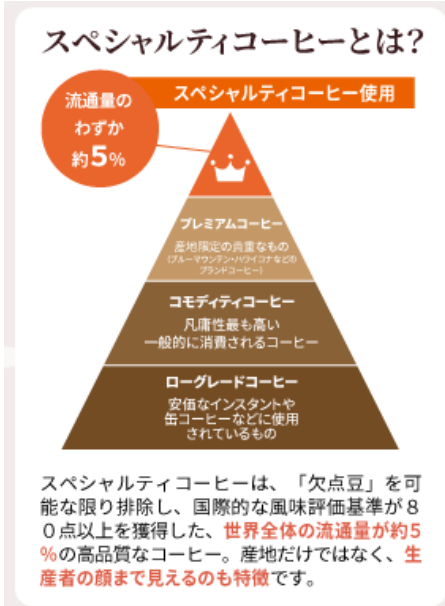 スペシャルティコーヒーとは?
スペシャルティコーヒー使用
流通量の
わずか
約5%
プレミアムコーヒー
産地限定の貴重なもの
(ブルーマウンテン・ハワイコナなどの
ブランドコーヒー)
コモディティコーヒー
凡庸性最も高い
一般的に消費されるコーヒー
ローグレードコーヒー
安価なインスタントや
缶コーヒーなどに使用
されているもの
スペシャルティコーヒーは、「欠点豆」を可
能な限り排除し、国際的な風味評価基準が8
0点以上を獲得した、世界全体の流通量が約5
%の高品質なコーヒー。産地だけではなく、生
産者の顔まで見えるのも特徴です。